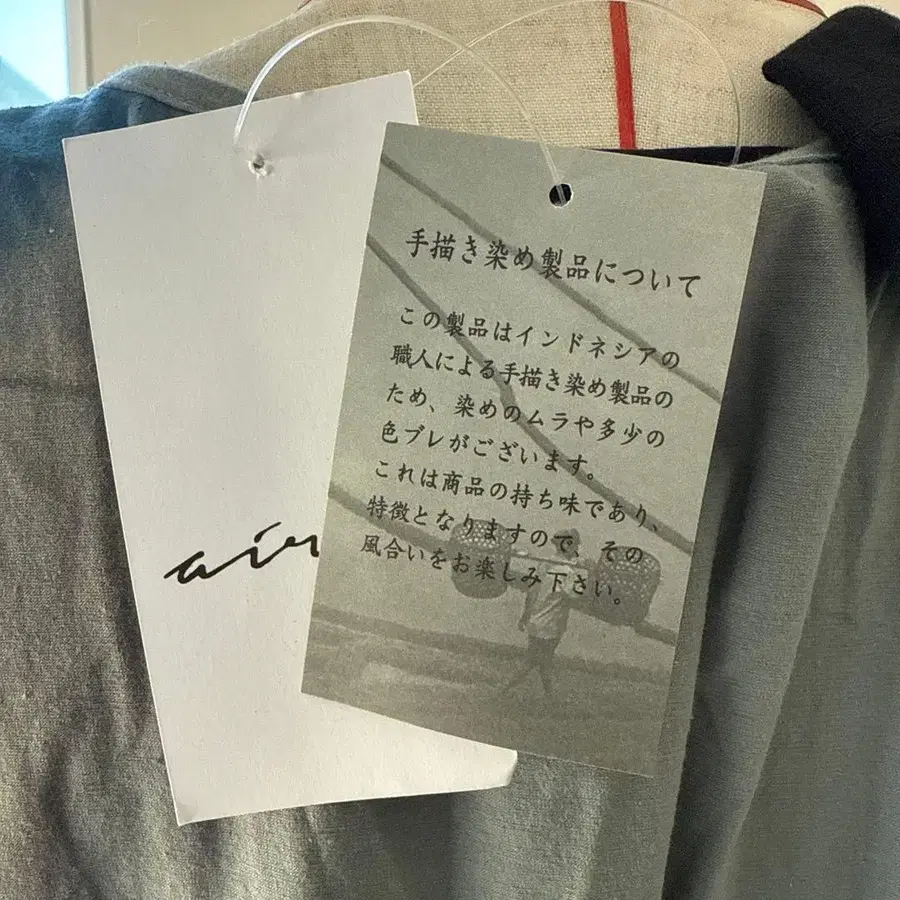 手描き染め製品について
この製品はインドネシアの
職人による手描き染め製品の
ため、染めのムラや多少の
色ブレがございます。
これは商品の持ち味であり、
特徴となりますので、その
風合いをお楽しみ下さい。